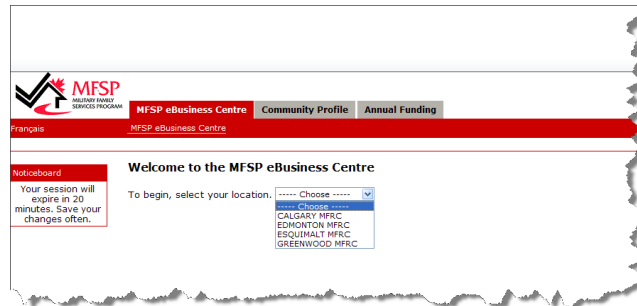 MFSP
MILITARY FAMILY
SERVICES PROGRAM
MFSP eBusiness Centre Community Profile Annual Funding
Français MFSP eBusiness Centre
Noticeboard
Your session will
expire in 20
minutes. Save your
changes often.
Welcome to the MFSP eBusiness Centre
To begin, select your location. ----- Choose -----
----- Choose -----
CALGARY MFRC
EDMONTON MFRC
ESQUIMALT MFRC
GREENWOOD MFRC